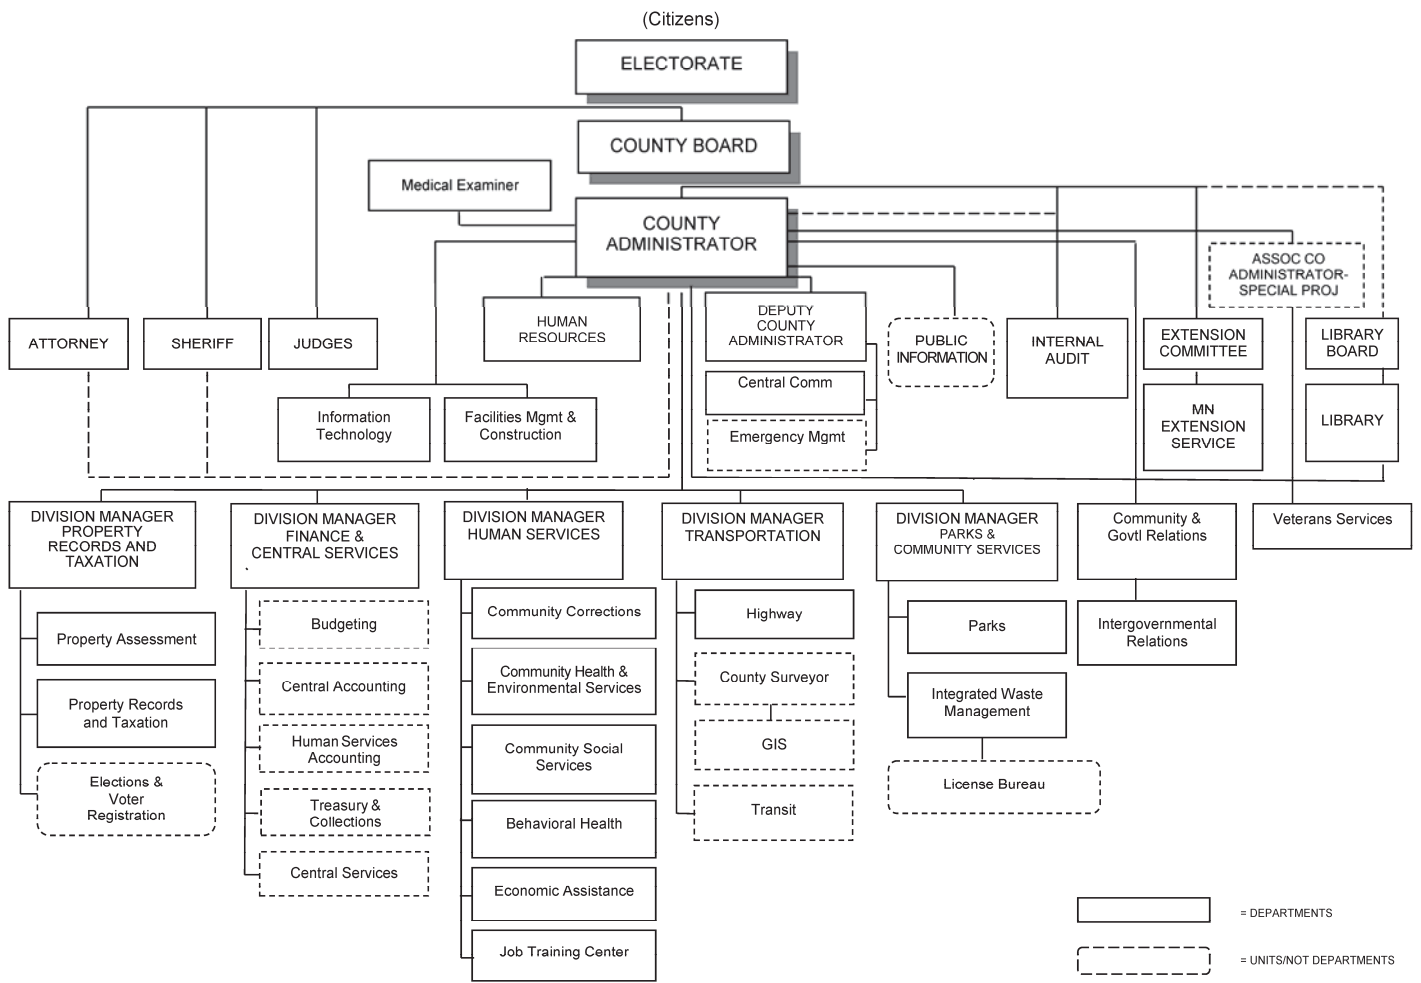 (Citizens)
ELECTORATE
COUNTY BOARD
Medical Examiner
COUNTY
ADMINISTRATOR
ASSOC CO
ADMINISTRATOR-
SPECIAL PROJ
ATTORNEY
SHERIFF
JUDGES
HUMAN
RESOURCES
DEPUTY
COUNTY
ADMINISTRATOR
PUBLIC
INFORMATION
INTERNAL
AUDIT
EXTENSION
COMMITTEE
LIBRARY
BOARD
Information
Technology
Facilities Mgmt &
Construction
Central Comm
Emergency Mgmt
MN
EXTENSION
SERVICE
LIBRARY
DIVISION MANAGER
PROPERTY
RECORDS AND
TAXATION
DIVISION MANAGER
FINANCE &
CENTRAL SERVICES
DIVISION MANAGER
HUMAN SERVICES
DIVISION MANAGER
TRANSPORTATION
DIVISION MANAGER
PARKS &
COMMUNITY SERVICES
Community &
Govtl Relations
Veterans Services
Property Assessment
Property Records
and Taxation
Elections &
Voter
Registration
Budgeting
Central Accounting
Human Services
Accounting
Treasury &
Collections
Central Services
Community Corrections
Community Health &
Environmental Services
Community Social
Services
Behavioral Health
Economic Assistance
Job Training Center
Highway
County Surveyor
GIS
Transit
Parks
Integrated Waste
Management
License Bureau
Intergovernmental
Relations
= DEPARTMENTS
= UNITS/NOT DEPARTMENTS